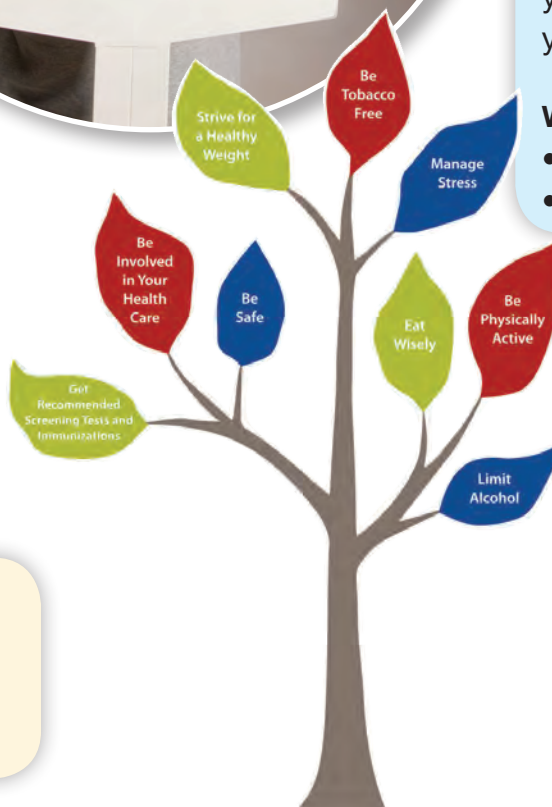 y
y
W
•
•
Be
Tobacco
Free
Strive for
a Healthy
Weight
Manage
Stress
Be
Involved
in Your
Health
Care
Be
Safe
Eat
Wisely
Be
Physically
Active
Get
Recommended
Screening Tests and
Immunizations
Limit
Alcohol